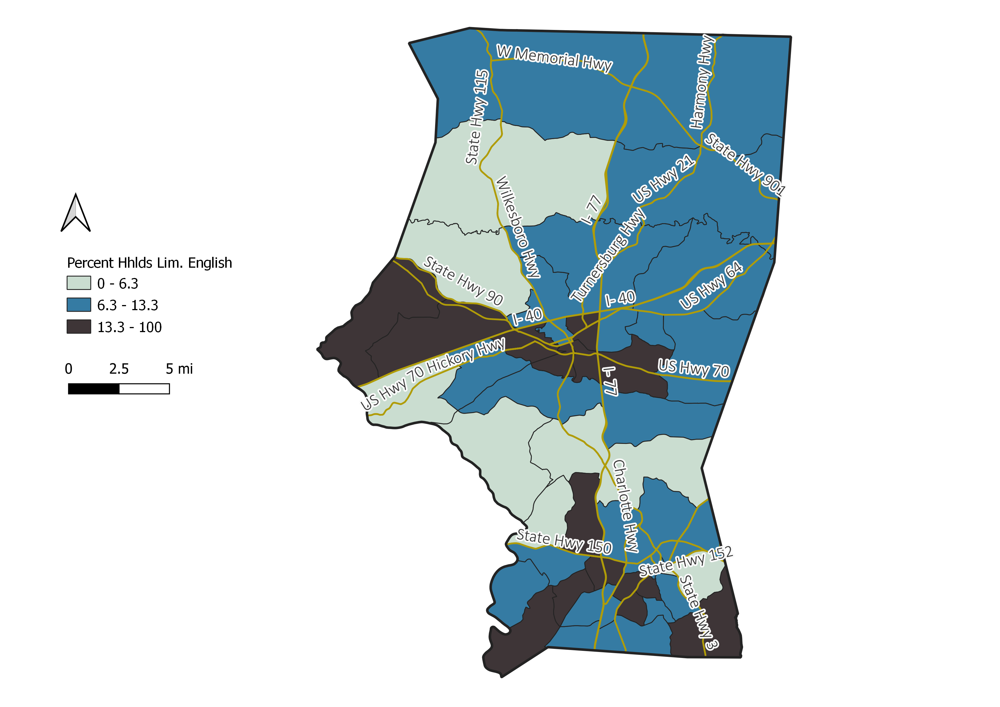 W Memorial Hwy
Harmony Hwy
State Hwy 115
State Hwy 901
US Hwy 21
Wilkesboro Hwy
I- 77
Turnersburg Hwy
State Hwy 90
US Hwy 64
I- 40
I- 40
US Hwy 70 Hickory Hwy
US Hwy 70
I- 77
Charlotte Hwy
State Hwy 150
State Hwy 152
State Hwy 3
Percent Hhlds Lim. English
0 - 6.3
6.3 - 13.3
13.3 - 100
0 2.5 5 mi